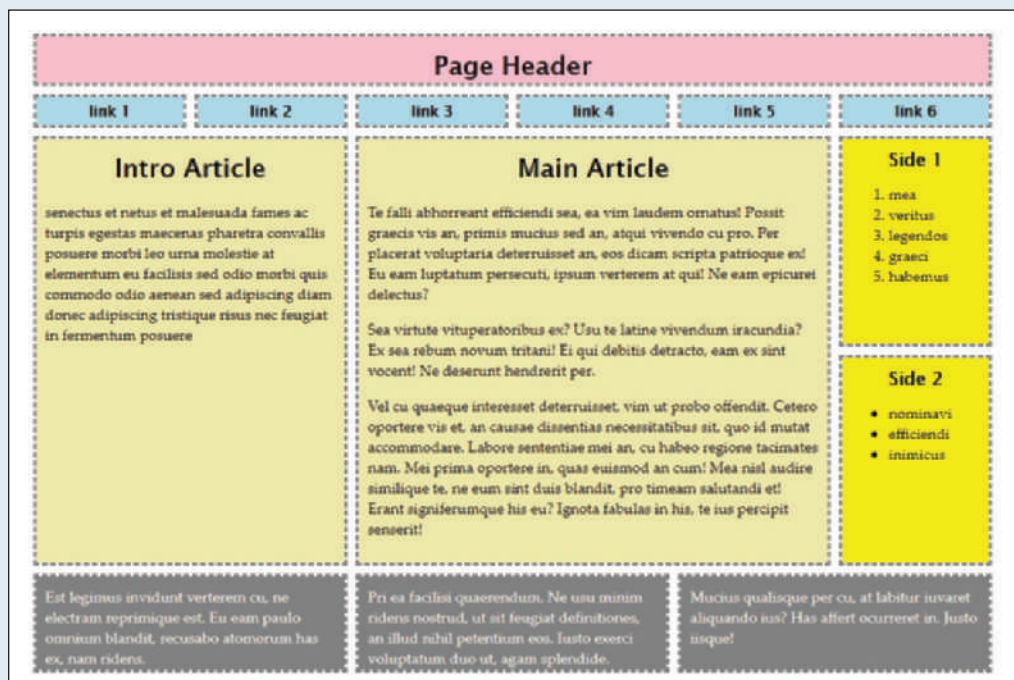 Page Header
link 1
link 2
link 3
link 4
link 5
link 6
Intro Article
senectus et netus et malesuada fames ac
turpis egestas maecenas pharetra convallis
posuere morbi leo urna molestie at
elementum eu facilisis sed odio morbi quis
commodo odio aenean sed adipiscing diam
donec adipiscing tristique risus nec feugiat
in fermentum posuere
Main Article
Te falli abhorreant efficiendi sea, ea vim laudem ornatus! Possit
graecis vis an, primis mucius sed an, atqui vivendo cu pro. Per
placerat voluptaria deterruisset an, eos dicam scripta patrioque ex!
Eu eam luptatum persecuti, ipsum verterem at qui! Ne eam epicurei
delectus?
Sea virtute vituperatoribus ex? Usu te latine vivendum iracundia?
Ex sea rebum novum tritani! Ei qui debitis detracto, eam ex sint
vocent! Ne deserunt hendrerit per.
Vel cu quaeque interesset deterruisset, vim ut probo offendit. Cetero
oportere vis et, an causae dissentias necessitatibus sit, quo id mutat
accommodare. Labore sententiae mei an, cu habeo regione tacimates
nam. Mei prima oportere in, quas euismod an cum! Mea nisl audire
similique te, ne eum sint duis blandit, pro timeam salutandi et!
Erant signiferumque his eu? Ignota fabulas in his, te ius percipit
senserit!
Side 1
1. mea
2. veritus
3. legendos
4. graeci
5. habemus
Side 2
• nominavi
• efficiendi
• inimicus
Est legimus invidunt verterem cu, ne
electram reprimique est. Eu eam paulo
omnium blandit, recusabo atomorum has
ex, nam ridens.
Pri ea facilisi quaerendum. Ne usu minim
ridens nostrud, ut sit feugiat definitiones,
an illud nihil petentium eos. Iusto exerci
voluptatum duo ut, agam splendide.
Mucius qualisque per cu, at labitur iuvaret
aliquando ius? Has affert ocurreret in. Justo
iisque!